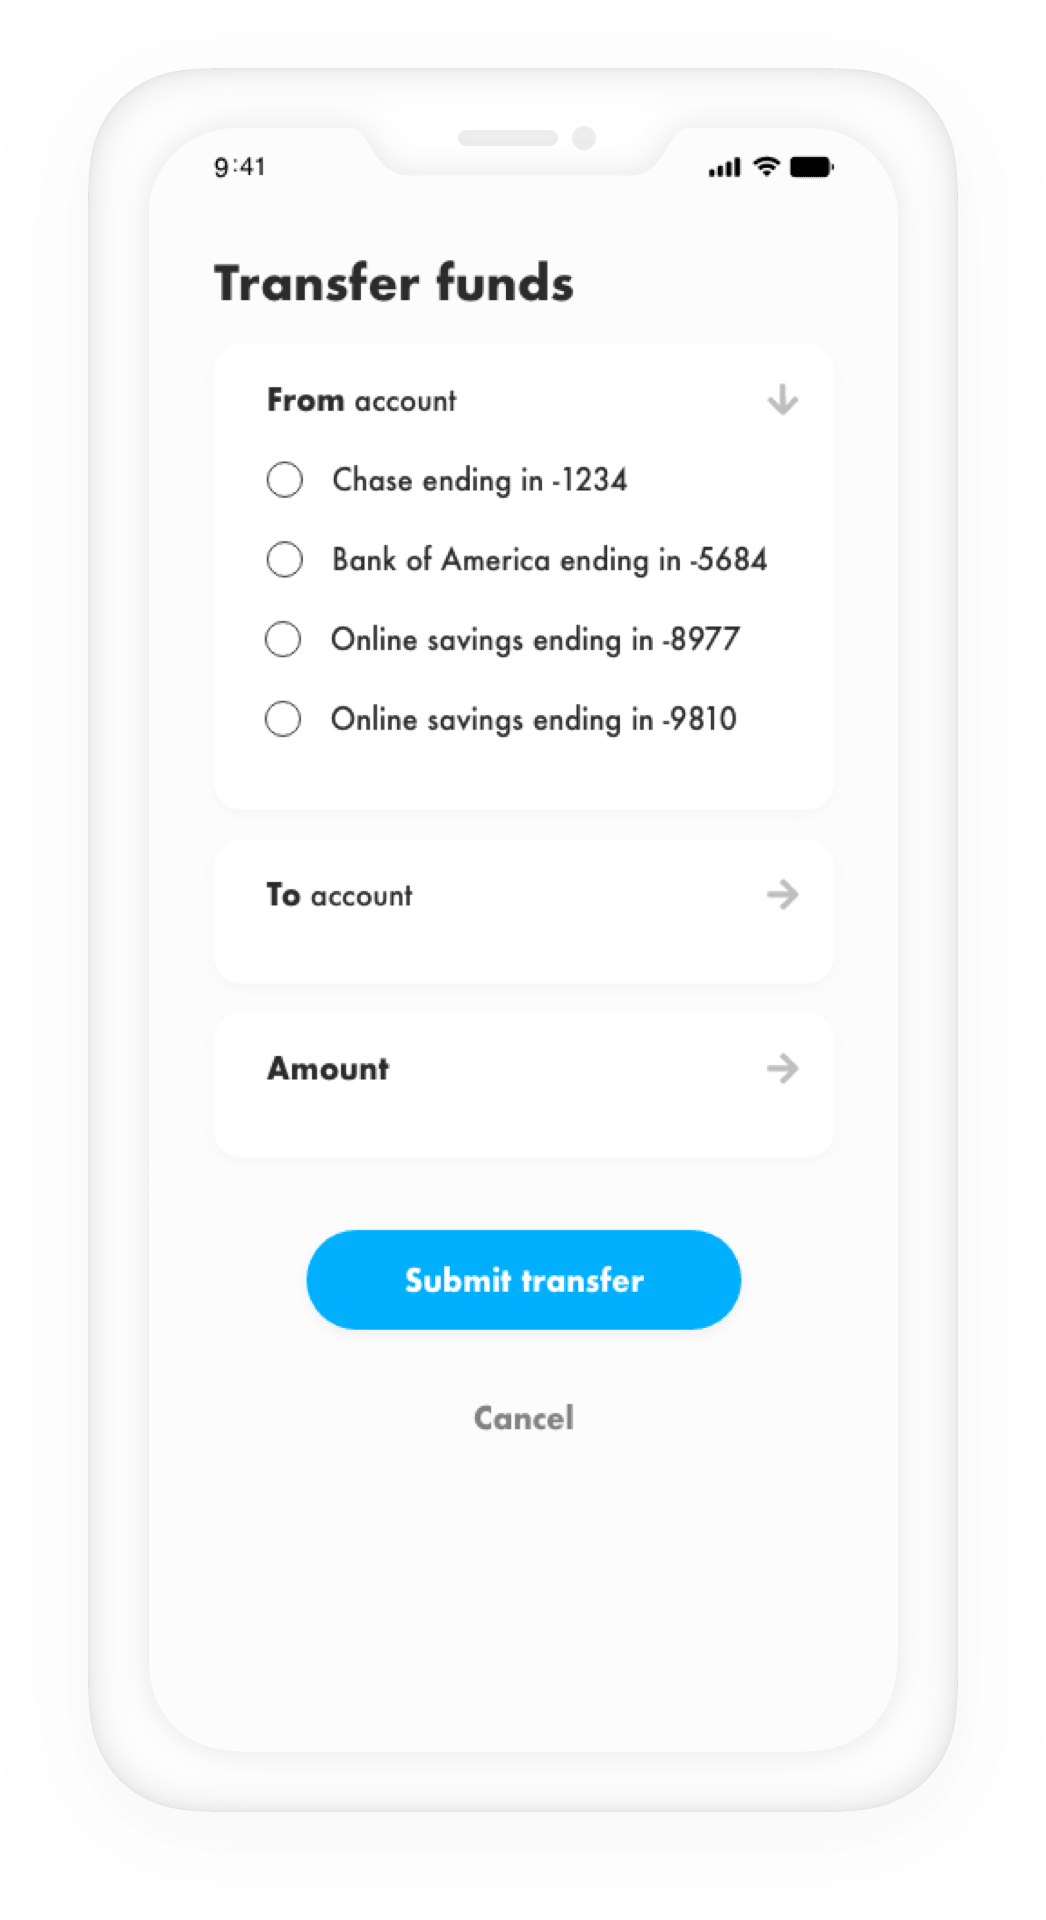 9:41
Transfer funds
From account
Chase ending in -1234
Bank of America ending in -5684
Online savings ending in -8977
Online savings ending in -9810
To account
Amount
Submit transfer
Cancel